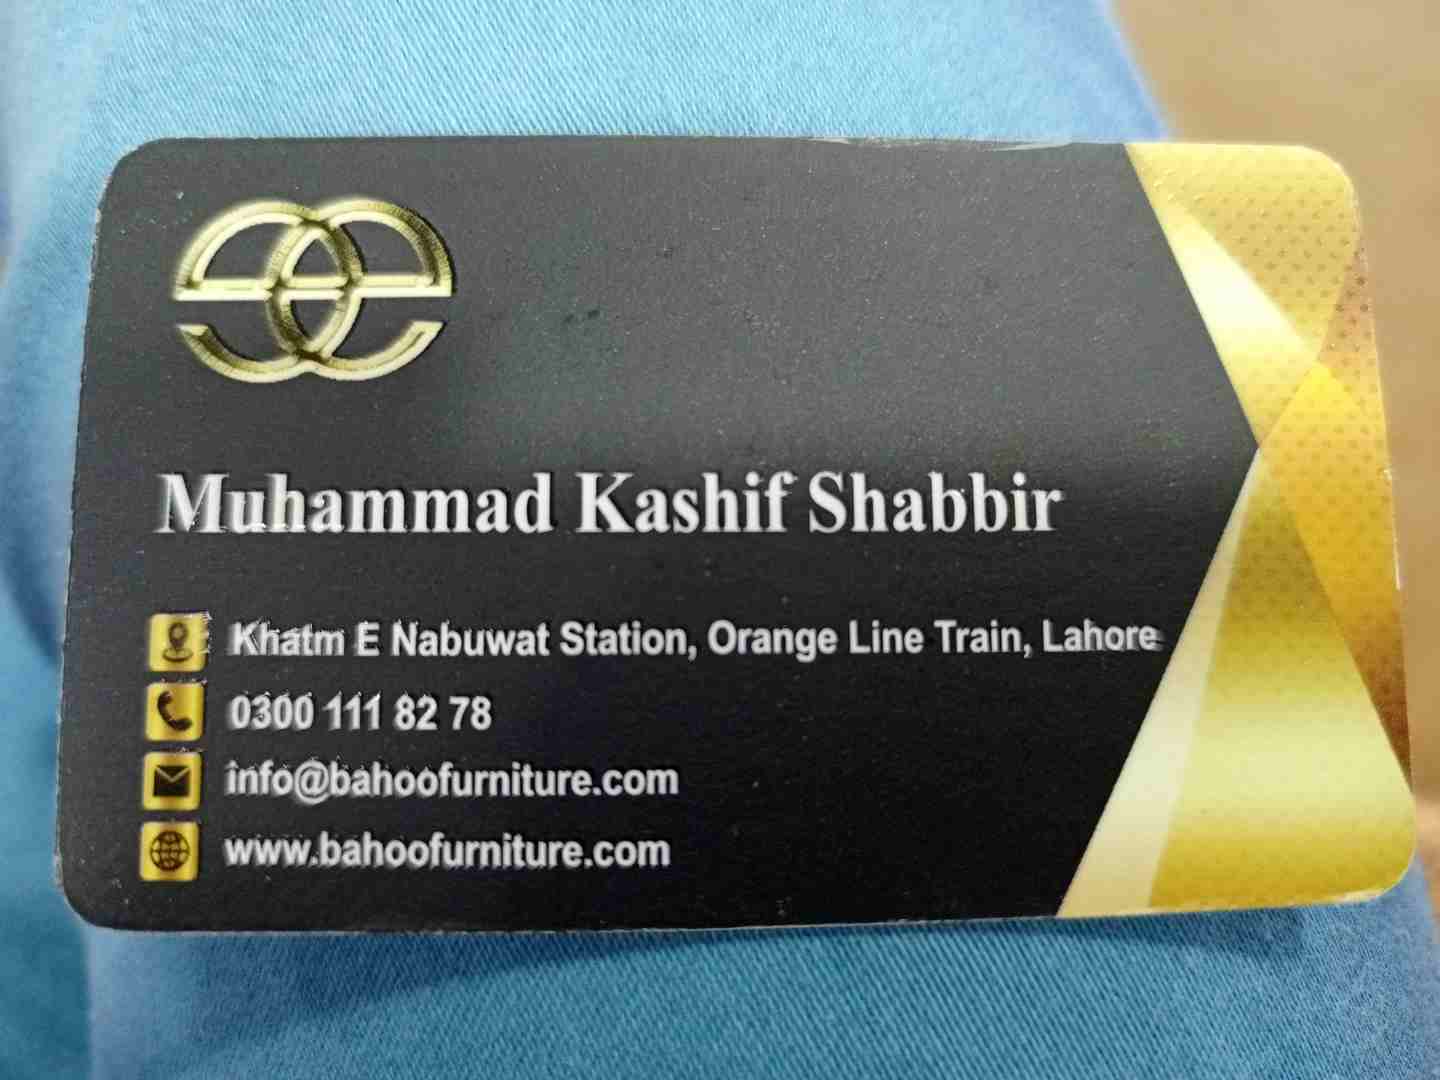 Muhammad Kashif Shabbir
Khatm E Nabuwat Station, Orange Line Train, Lahore
0300 111 82 78
info@bahoofurniture.com
www.bahoofurniture.com